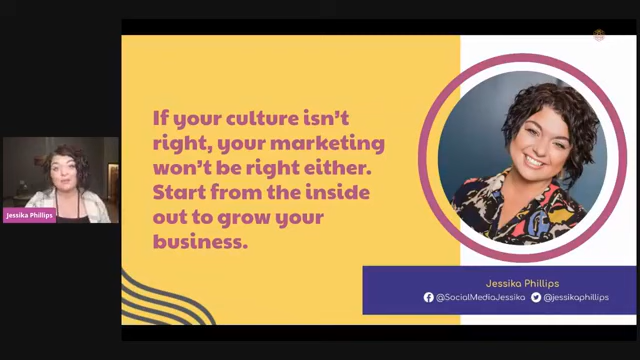 If your culture isn't
right, your marketing
won't be right either.
Start from the inside
out to grow your
business.
Jessika Phillips
Jessika Phillips
@SocialMediaJessika @jessikaphillips